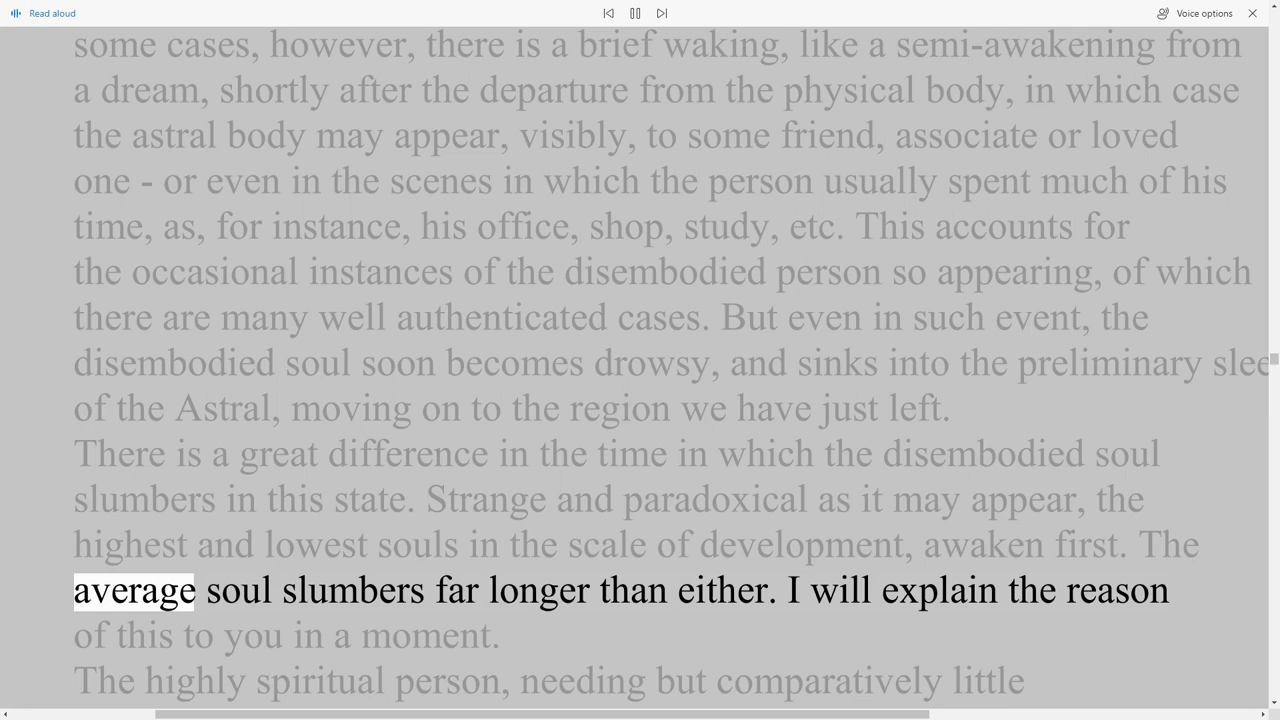 Read aloud
Voice options
some cases, however, there is a brief waking, like a semi-awakening from
a dream, shortly after the departure from the physical body, in which case
the astral body may appear, visibly, to some friend, associate or loved
one - or even in the scenes in which the person usually spent much of his
time, as, for instance, his office, shop, study, etc. This accounts for
the occasional instances of the disembodied person so appearing, of which
there are many well authenticated cases. But even in such event, the
disembodied soul soon becomes drowsy, and sinks into the preliminary slee
of the Astral, moving on to the region we have just left.
There is a great difference in the time in which the disembodied soul
slumbers in this state. Strange and paradoxical as it may appear, the
highest and lowest souls in the scale of development, awaken first. The
average soul slumbers far longer than either. I will explain the reason
of this to you in a moment.
The highly spiritual person, needing but comparatively little